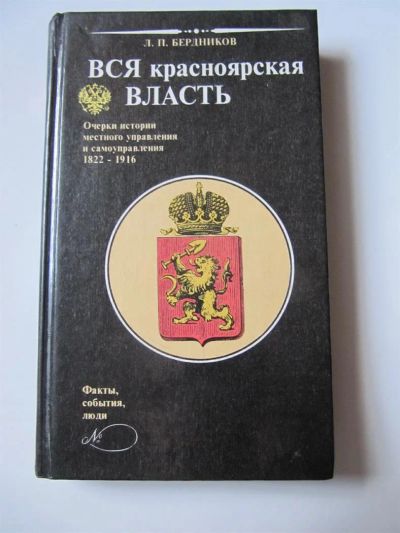 Л. П. БЕРДНИКОВ
ВСЯ красноярская
ВЛАСТЬ
Очерки истории
местного управления
и самоуправления
1822 - 1916
Факты,
события,
люди